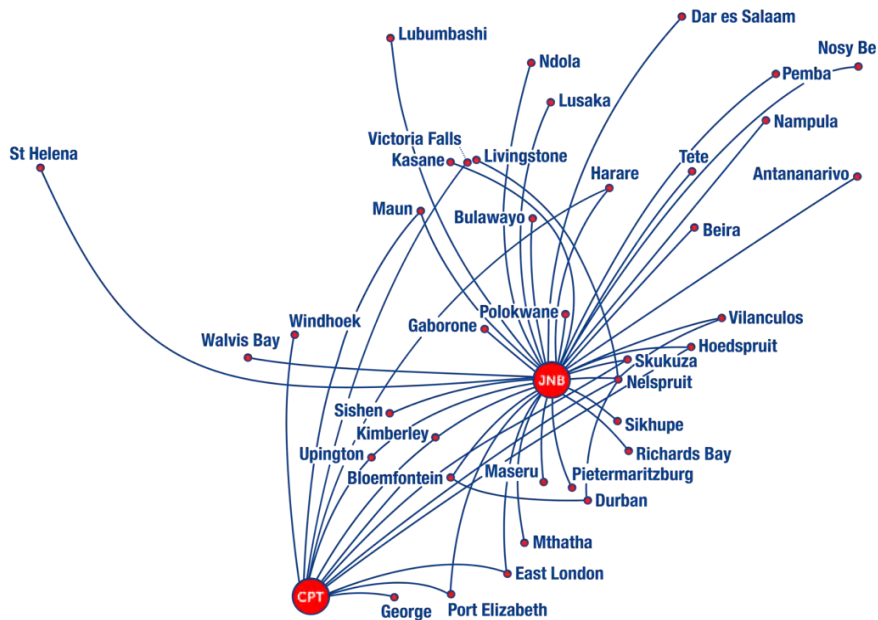 Dar es Salaam
Lubumbashi
Nosy Be
Ndola
Pemba
Lusaka
Nampula
Victoria Falls
St Helena
Kasane
Livingstone
Tete
Harare
Antananarivo
Maun
Bulawayo
Beira
Polokwane
Vilanculos
Windhoek
Gaborone
Walvis Bay
Hoedspruit
Skukuza
JNB
Nelspruit
Sishen
Sikhupe
Kimberley
Upington
Richards Bay
Maseru
Pietermaritzburg
Bloemfontein
Durban
Mthatha
East London
CPT
George
Port Elizabeth